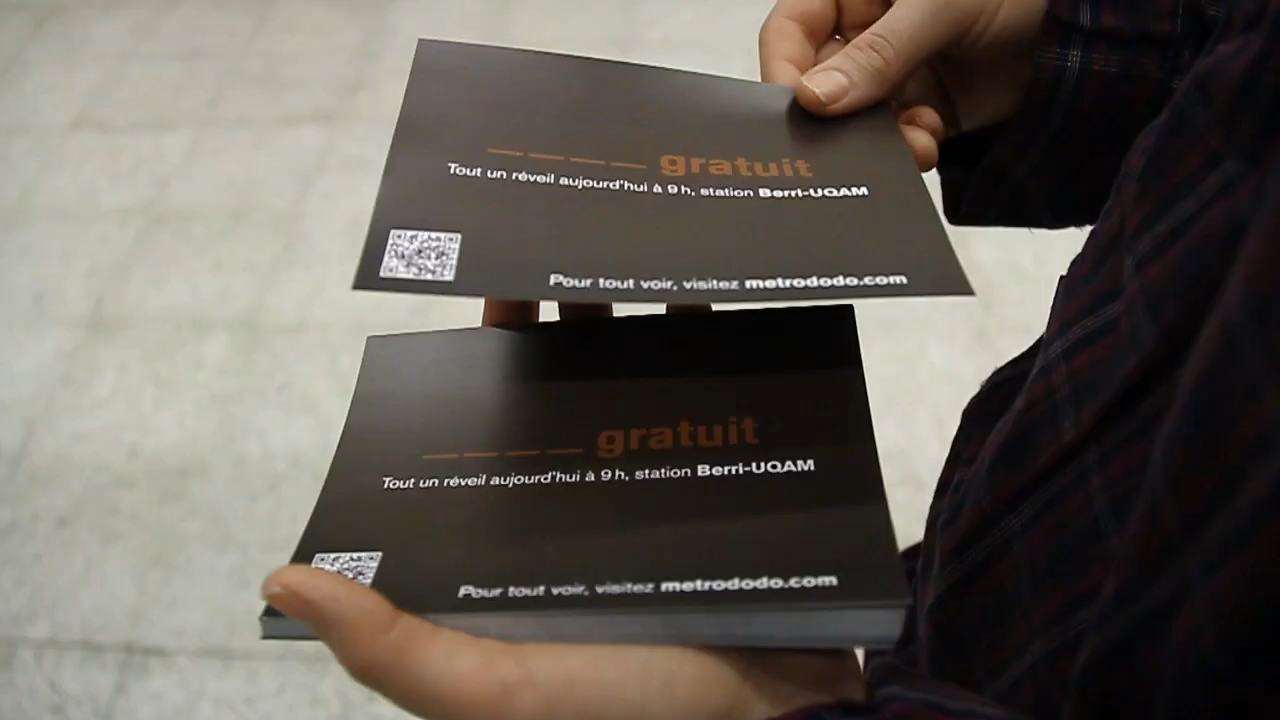 _ _ _ _ gratuit
Tout un réveil aujourd'hui à 9 h, station Berri-UQAM
Pour tout voir, visitez metrododo.com
_ _ _ _ gratuit
Tout un réveil aujourd'hui à 9 h, station Berri-UQAM
Pour tout voir, visitez metrododo.com